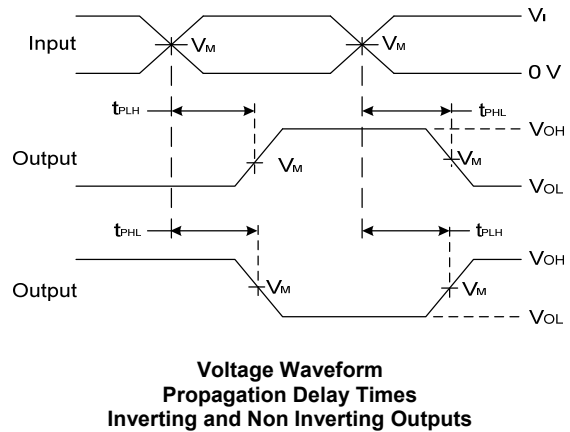 VI
Input
VM
VM
0 V
tPLH
tPHL
VOH
Output
VM
VM
VOL
tPHL
tPLH
VOH
Output
VM
VM
VOL
Voltage Waveform
Propagation Delay Times
Inverting and Non Inverting Outputs